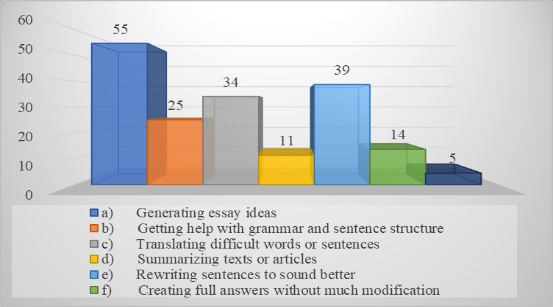 60
55
50
39
40
34
30
25
20
14
11
10
5
0
a) Generating essay ideas
b) Getting help with grammar and sentence structure
c) Translating difficult words or sentences
d) Summarizing texts or articles
e) Rewriting sentences to sound better
f) Creating full answers without much modification